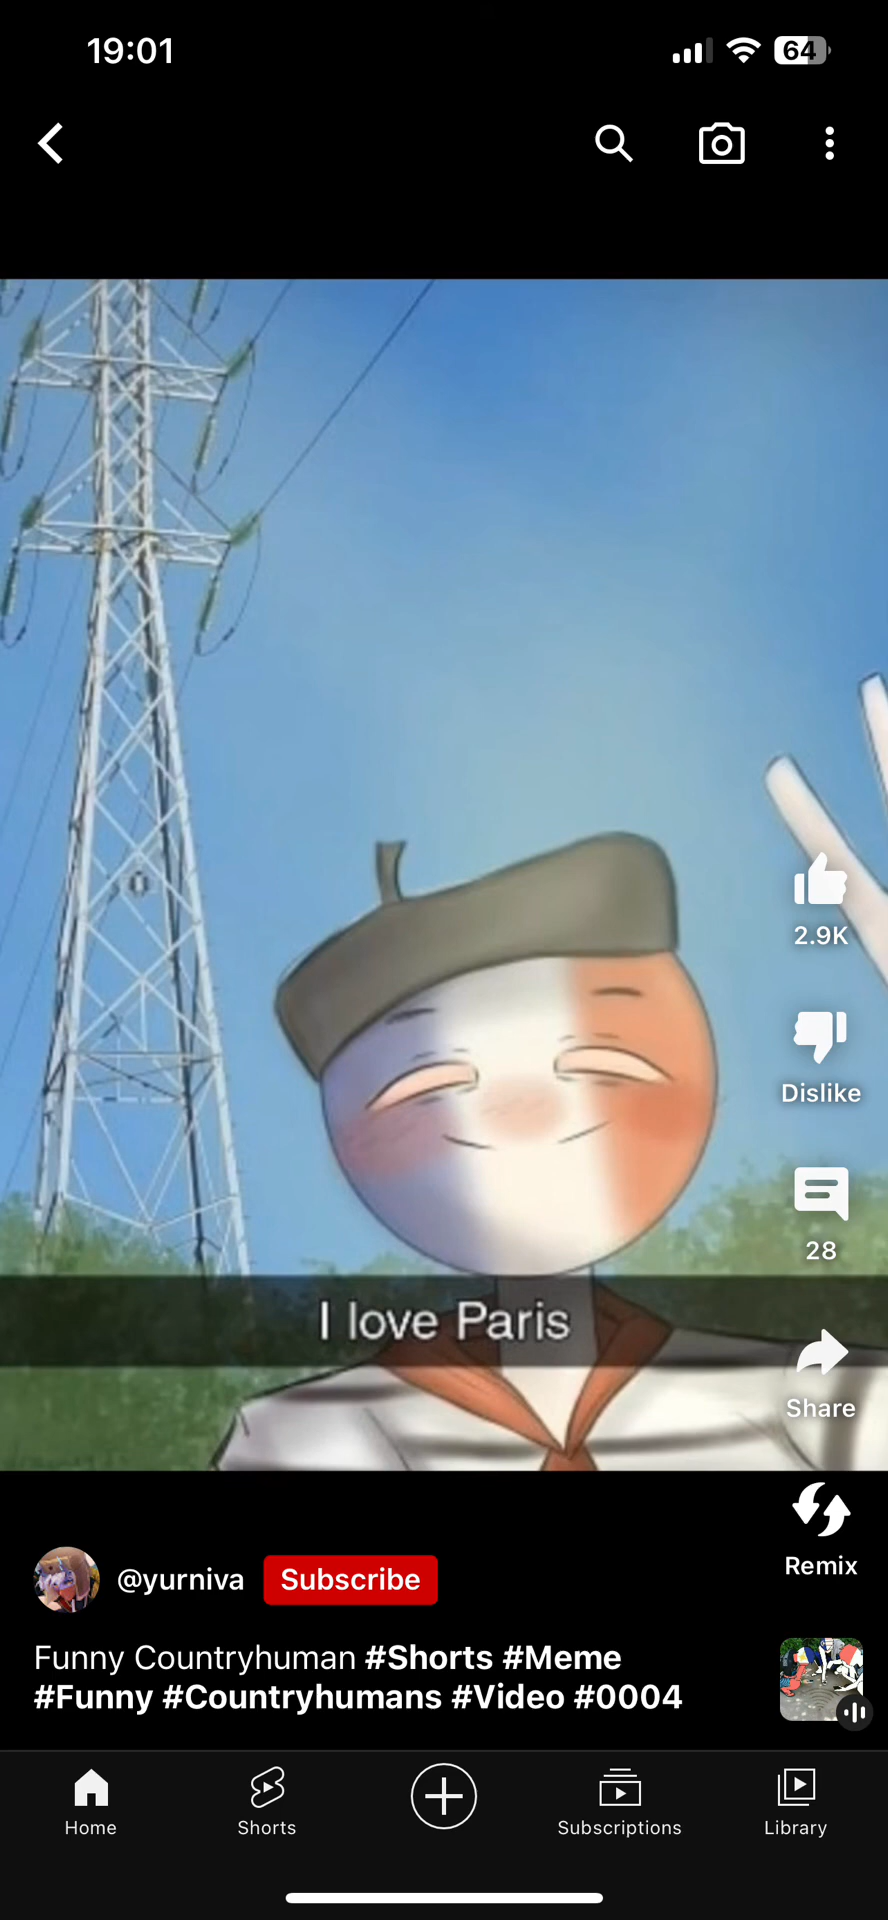 19:01
64
I love Paris
2.9K
Dislike
28
Share
Remix
@yurniva
Subscribe
Funny Countryhuman #Shorts #Meme
#Funny #Countryhumans #Video #0004
Home
Shorts
Subscriptions
Library